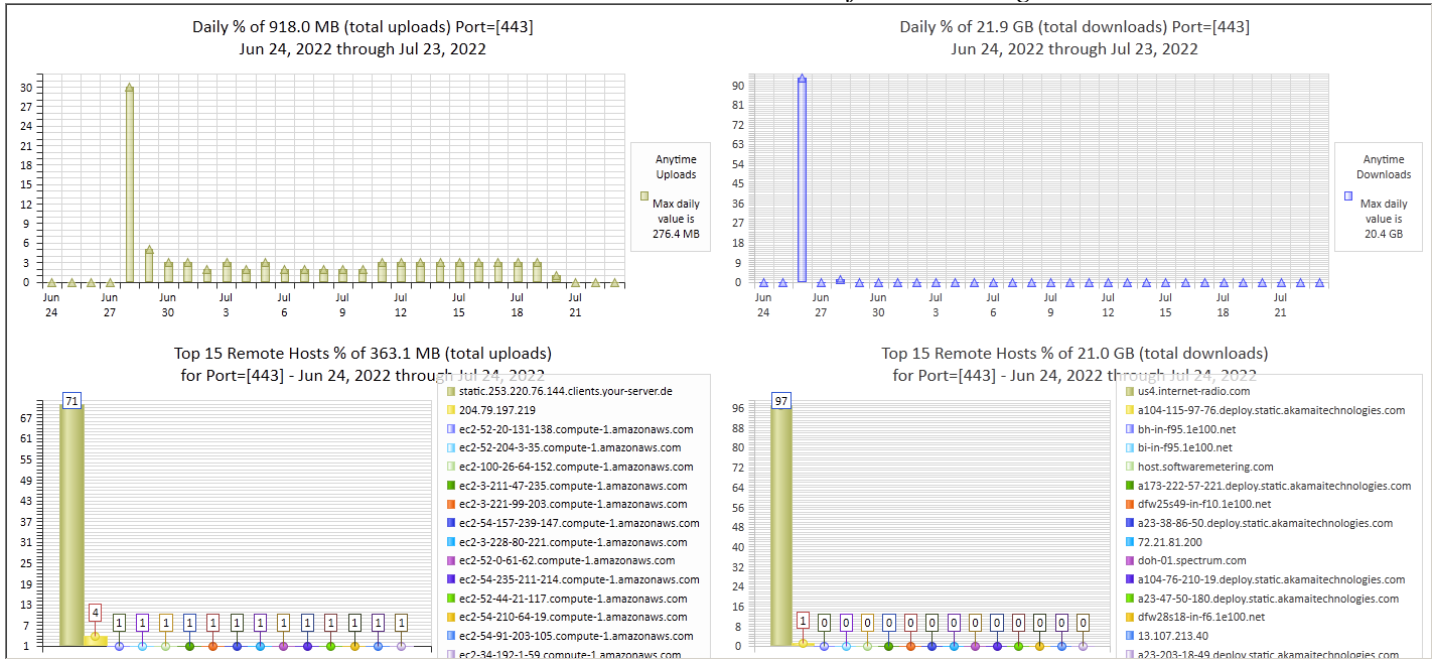 Daily % of 918.0 MB (total uploads) Port=[443]
Jun 24, 2022 through Jul 23, 2022
30
27
24
21
18
15
12
9
6
3
0
Jun Jun Jun Jul Jul Jul Jul Jul Jul Jul
24 27 30 3 6 9 12 15 18 21
Anytime
Uploads
Max daily
value is
276.4 MB
Daily % of 21.9 GB (total downloads) Port=[443]
Jun 24, 2022 through Jul 23, 2022
90
81
72
63
54
45
36
27
18
9
0
Jun Jun Jun Jul Jul Jul Jul Jul Jul Jul
24 27 30 3 6 9 12 15 18 21
Anytime
Downloads
Max daily
value is
20.4 GB
Top 15 Remote Hosts % of 363.1 MB (total uploads)
for Port=[443] - Jun 24, 2022 through Jul 24, 2022
67
61
55
49
43
37
31
25
19
13
7
1
71
4
1 1 1 1 1 1 1 1 1 1 1 1 1
static.253.220.76.144.clients.your-server.de
204.79.197.219
ec2-52-20-131-138.compute-1.amazonaws.com
ec2-52-204-3-35.compute-1.amazonaws.com
ec2-100-26-64-152.compute-1.amazonaws.com
ec2-3-211-47-235.compute-1.amazonaws.com
ec2-3-221-99-203.compute-1.amazonaws.com
ec2-54-157-239-147.compute-1.amazonaws.com
ec2-3-228-80-221.compute-1.amazonaws.com
ec2-52-0-61-62.compute-1.amazonaws.com
ec2-54-235-211-214.compute-1.amazonaws.com
ec2-52-44-21-117.compute-1.amazonaws.com
ec2-54-210-64-19.compute-1.amazonaws.com
ec2-54-91-203-105.compute-1.amazonaws.com
ec2-34-192-1-59.compute-1.amazonaws.com
Top 15 Remote Hosts % of 21.0 GB (total downloads)
for Port=[443] - Jun 24, 2022 through Jul 24, 2022
96
88
80
72
64
56
48
40
32
24
16
8
0
97
1
0 0 0 0 0 0 0 0 0 0 0 0 0
us4.internet-radio.com
a104-115-97-76.deploy.static.akamaitechnologies.com
bh-in-f95.1e100.net
bi-in-f95.1e100.net
host.softwaremetering.com
a173-222-57-221.deploy.static.akamaitechnologies.com
dfw25s49-in-f10.1e100.net
a23-38-86-50.deploy.static.akamaitechnologies.com
72.21.81.200
doh-01.spectrum.com
a104-76-210-19.deploy.static.akamaitechnologies.com
a23-47-50-180.deploy.static.akamaitechnologies.com
dfw28s18-in-f6.1e100.net
13.107.213.40
a23-203-18-49.deploy.static.akamaitechnologies.com